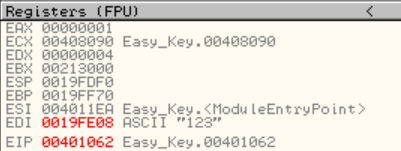 Registers (FPU) <
EAX 00000001
ECX 00408090 Easy_Key.00408090
EDX 00000004
EBX 00213000
ESP 0019FDF0
EBP 0019FF70
ESI 004011EA Easy_Key.<ModuleEntryPoint>
EDI 0019FE08 ASCII "123"
EIP 00401062 Easy_Key.00401062